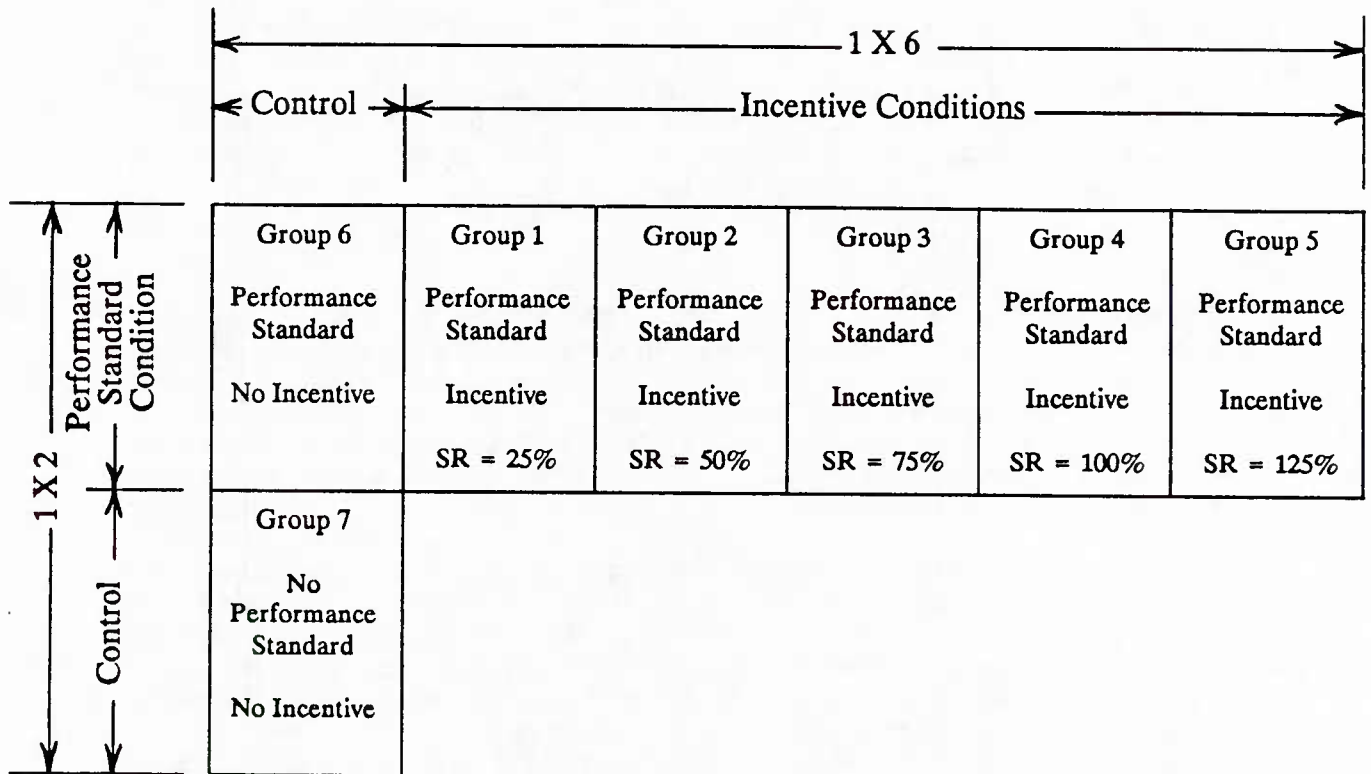 1 X 6
Control
Incentive Conditions
1 X 2
Performance
Standard
Condition
Control
Group 6
Performance
Standard
No Incentive
Group 1
Performance
Standard
Incentive
SR = 25%
Group 2
Performance
Standard
Incentive
SR = 50%
Group 3
Performance
Standard
Incentive
SR = 75%
Group 4
Performance
Standard
Incentive
SR = 100%
Group 5
Performance
Standard
Incentive
SR = 125%
Group 7
No
Performance
Standard
No Incentive